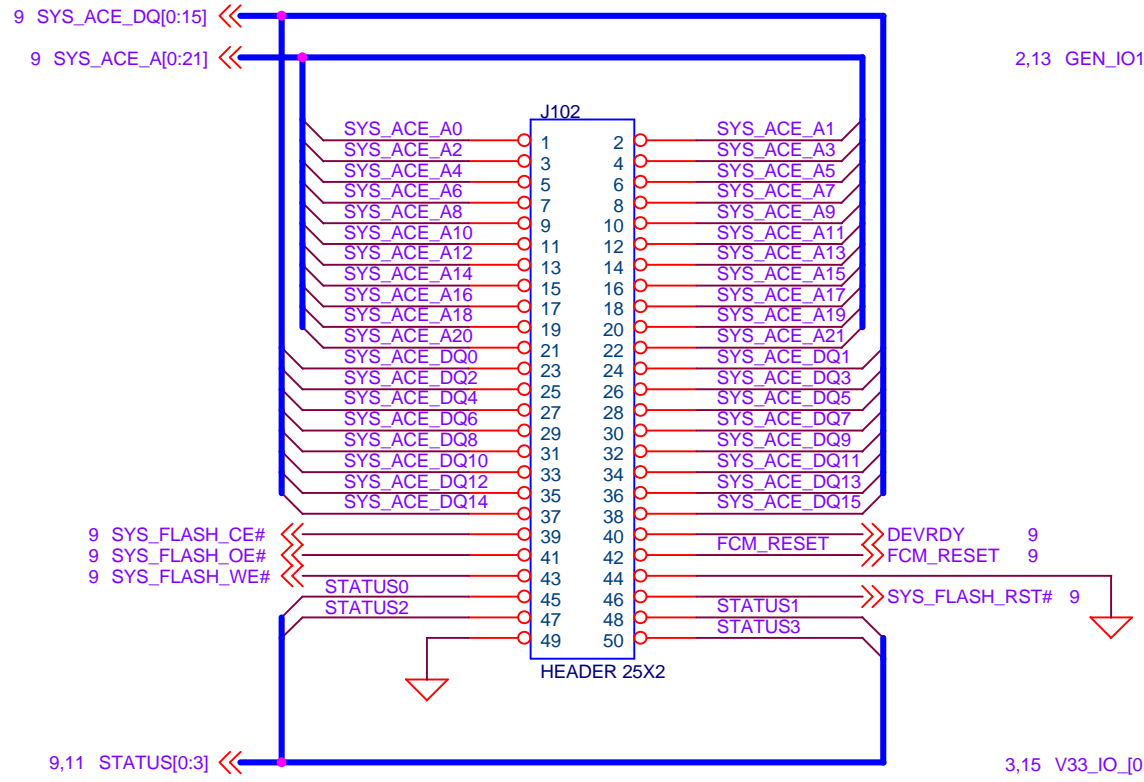 9 SYS_ACE_DQ[0:15]
9 SYS_ACE_A[0:21]
2,13 GEN_IO1
J102
SYS_ACE_A0 1 2 SYS_ACE_A1
SYS_ACE_A2 3 4 SYS_ACE_A3
SYS_ACE_A4 5 6 SYS_ACE_A5
SYS_ACE_A6 7 8 SYS_ACE_A7
SYS_ACE_A8 9 10 SYS_ACE_A9
SYS_ACE_A10 11 12 SYS_ACE_A11
SYS_ACE_A12 13 14 SYS_ACE_A13
SYS_ACE_A14 15 16 SYS_ACE_A15
SYS_ACE_A16 17 18 SYS_ACE_A17
SYS_ACE_A18 19 20 SYS_ACE_A19
SYS_ACE_A20 21 22 SYS_ACE_A21
SYS_ACE_DQ0 23 24 SYS_ACE_DQ1
SYS_ACE_DQ2 25 26 SYS_ACE_DQ3
SYS_ACE_DQ4 27 28 SYS_ACE_DQ5
SYS_ACE_DQ6 29 30 SYS_ACE_DQ7
SYS_ACE_DQ8 31 32 SYS_ACE_DQ9
SYS_ACE_DQ10 33 34 SYS_ACE_DQ11
SYS_ACE_DQ12 35 36 SYS_ACE_DQ13
SYS_ACE_DQ14 37 38 SYS_ACE_DQ15
9 SYS_FLASH_CE# 39 40 DEVRDY 9
9 SYS_FLASH_OE# 41 42 FCM_RESET FCM_RESET 9
9 SYS_FLASH_WE# 43 44
STATUS0 45 46 SYS_FLASH_RST# 9
STATUS2 47 48 STATUS1
49 50 STATUS3
HEADER 25X2
9,11 STATUS[0:3]
3,15 V33_IO_[0